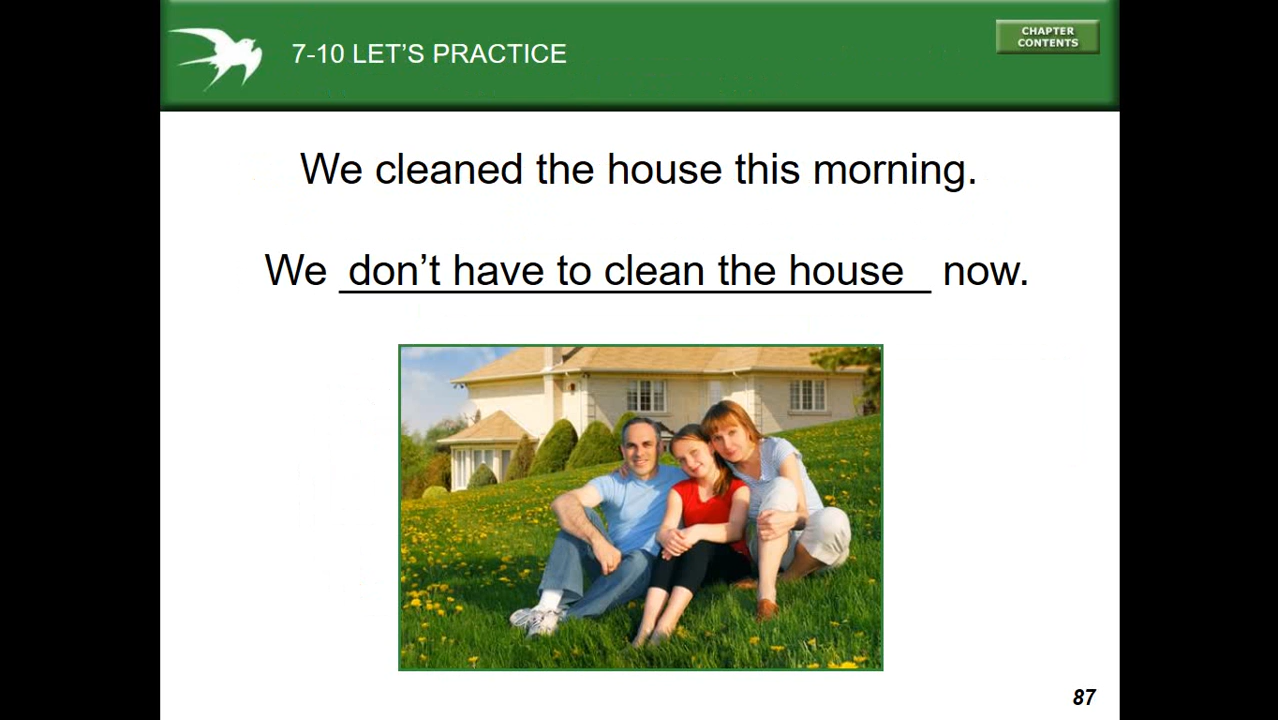 7-10 LET’S PRACTICE
CHAPTER
CONTENTS
We cleaned the house this morning.
We don’t have to clean the house now.
87